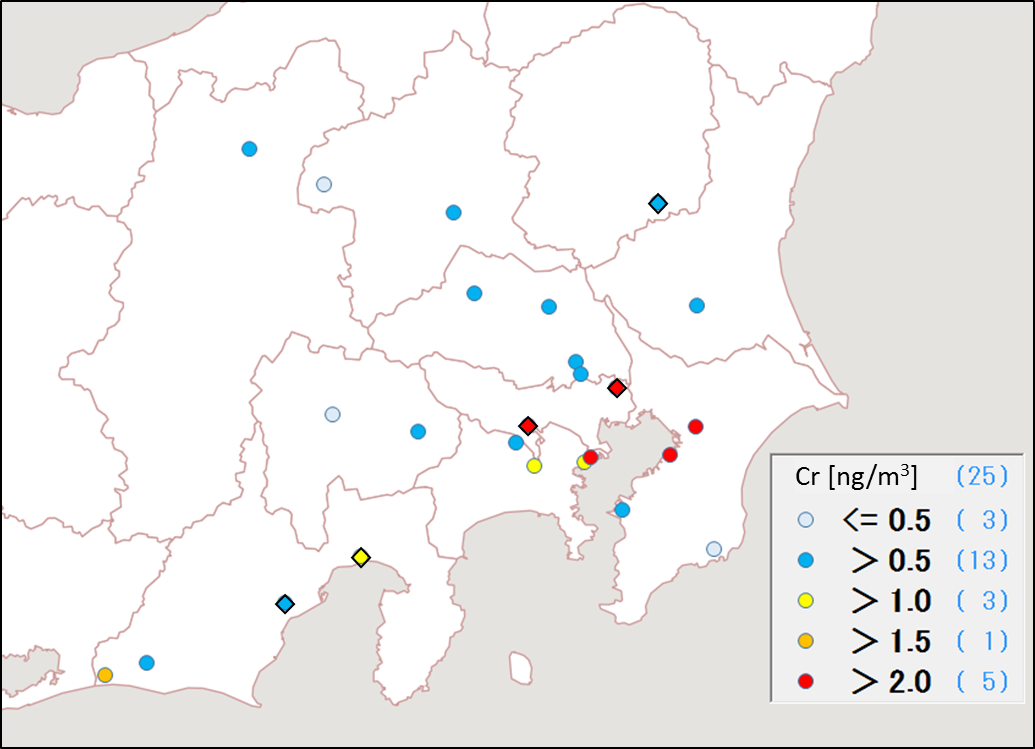 Cr [ng/m³] (25)
<= 0.5 ( 3)
> 0.5 (13)
> 1.0 ( 3)
> 1.5 ( 1)
> 2.0 ( 5)